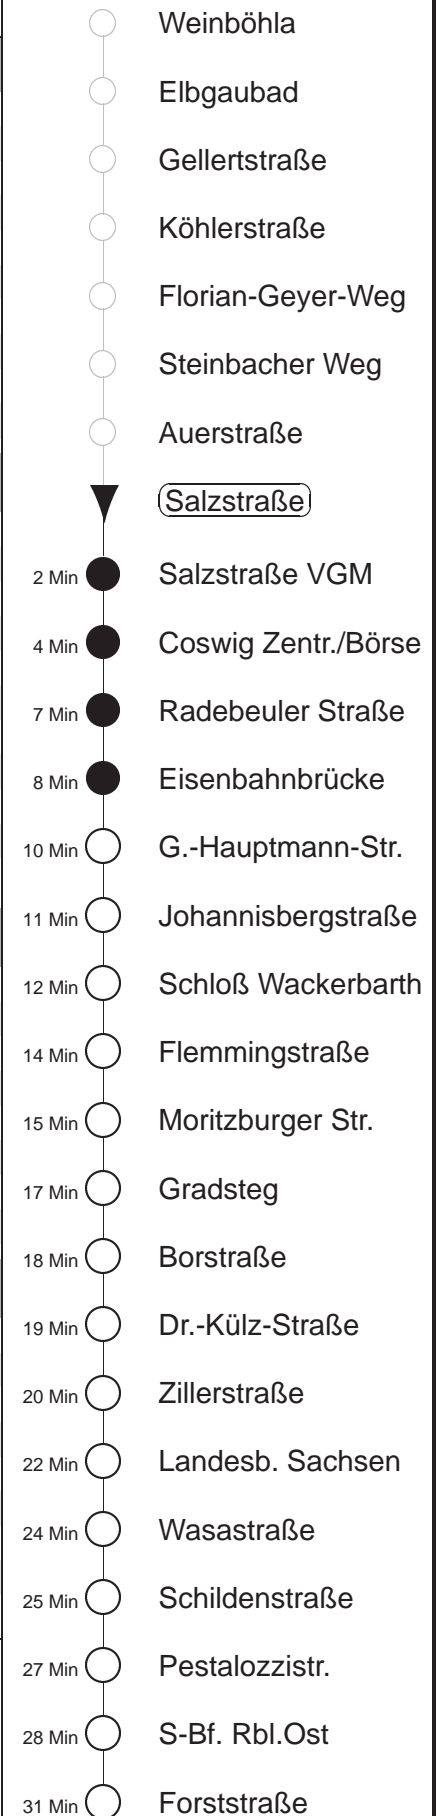 Weinböhla
Elbgaubad
Gellertstraße
Köhlerstraße
Florian-Geyer-Weg
Steinbacher Weg
Auerstraße
Salzstraße
2 Min Salzstraße VGM
4 Min Coswig Zentr./Börse
7 Min Radebeuler Straße
8 Min Eisenbahnbrücke
10 Min G.-Hauptmann-Str.
11 Min Johannisbergstraße
12 Min Schloß Wackerbarth
14 Min Flemmingstraße
15 Min Moritzburger Str.
17 Min Gradsteg
18 Min Borstraße
19 Min Dr.-Külz-Straße
20 Min Zillerstraße
22 Min Landesb. Sachsen
24 Min Wasastraße
25 Min Schildenstraße
27 Min Pestalozzistr.
28 Min S-Bf. Rbl.Ost
31 Min Forststraße